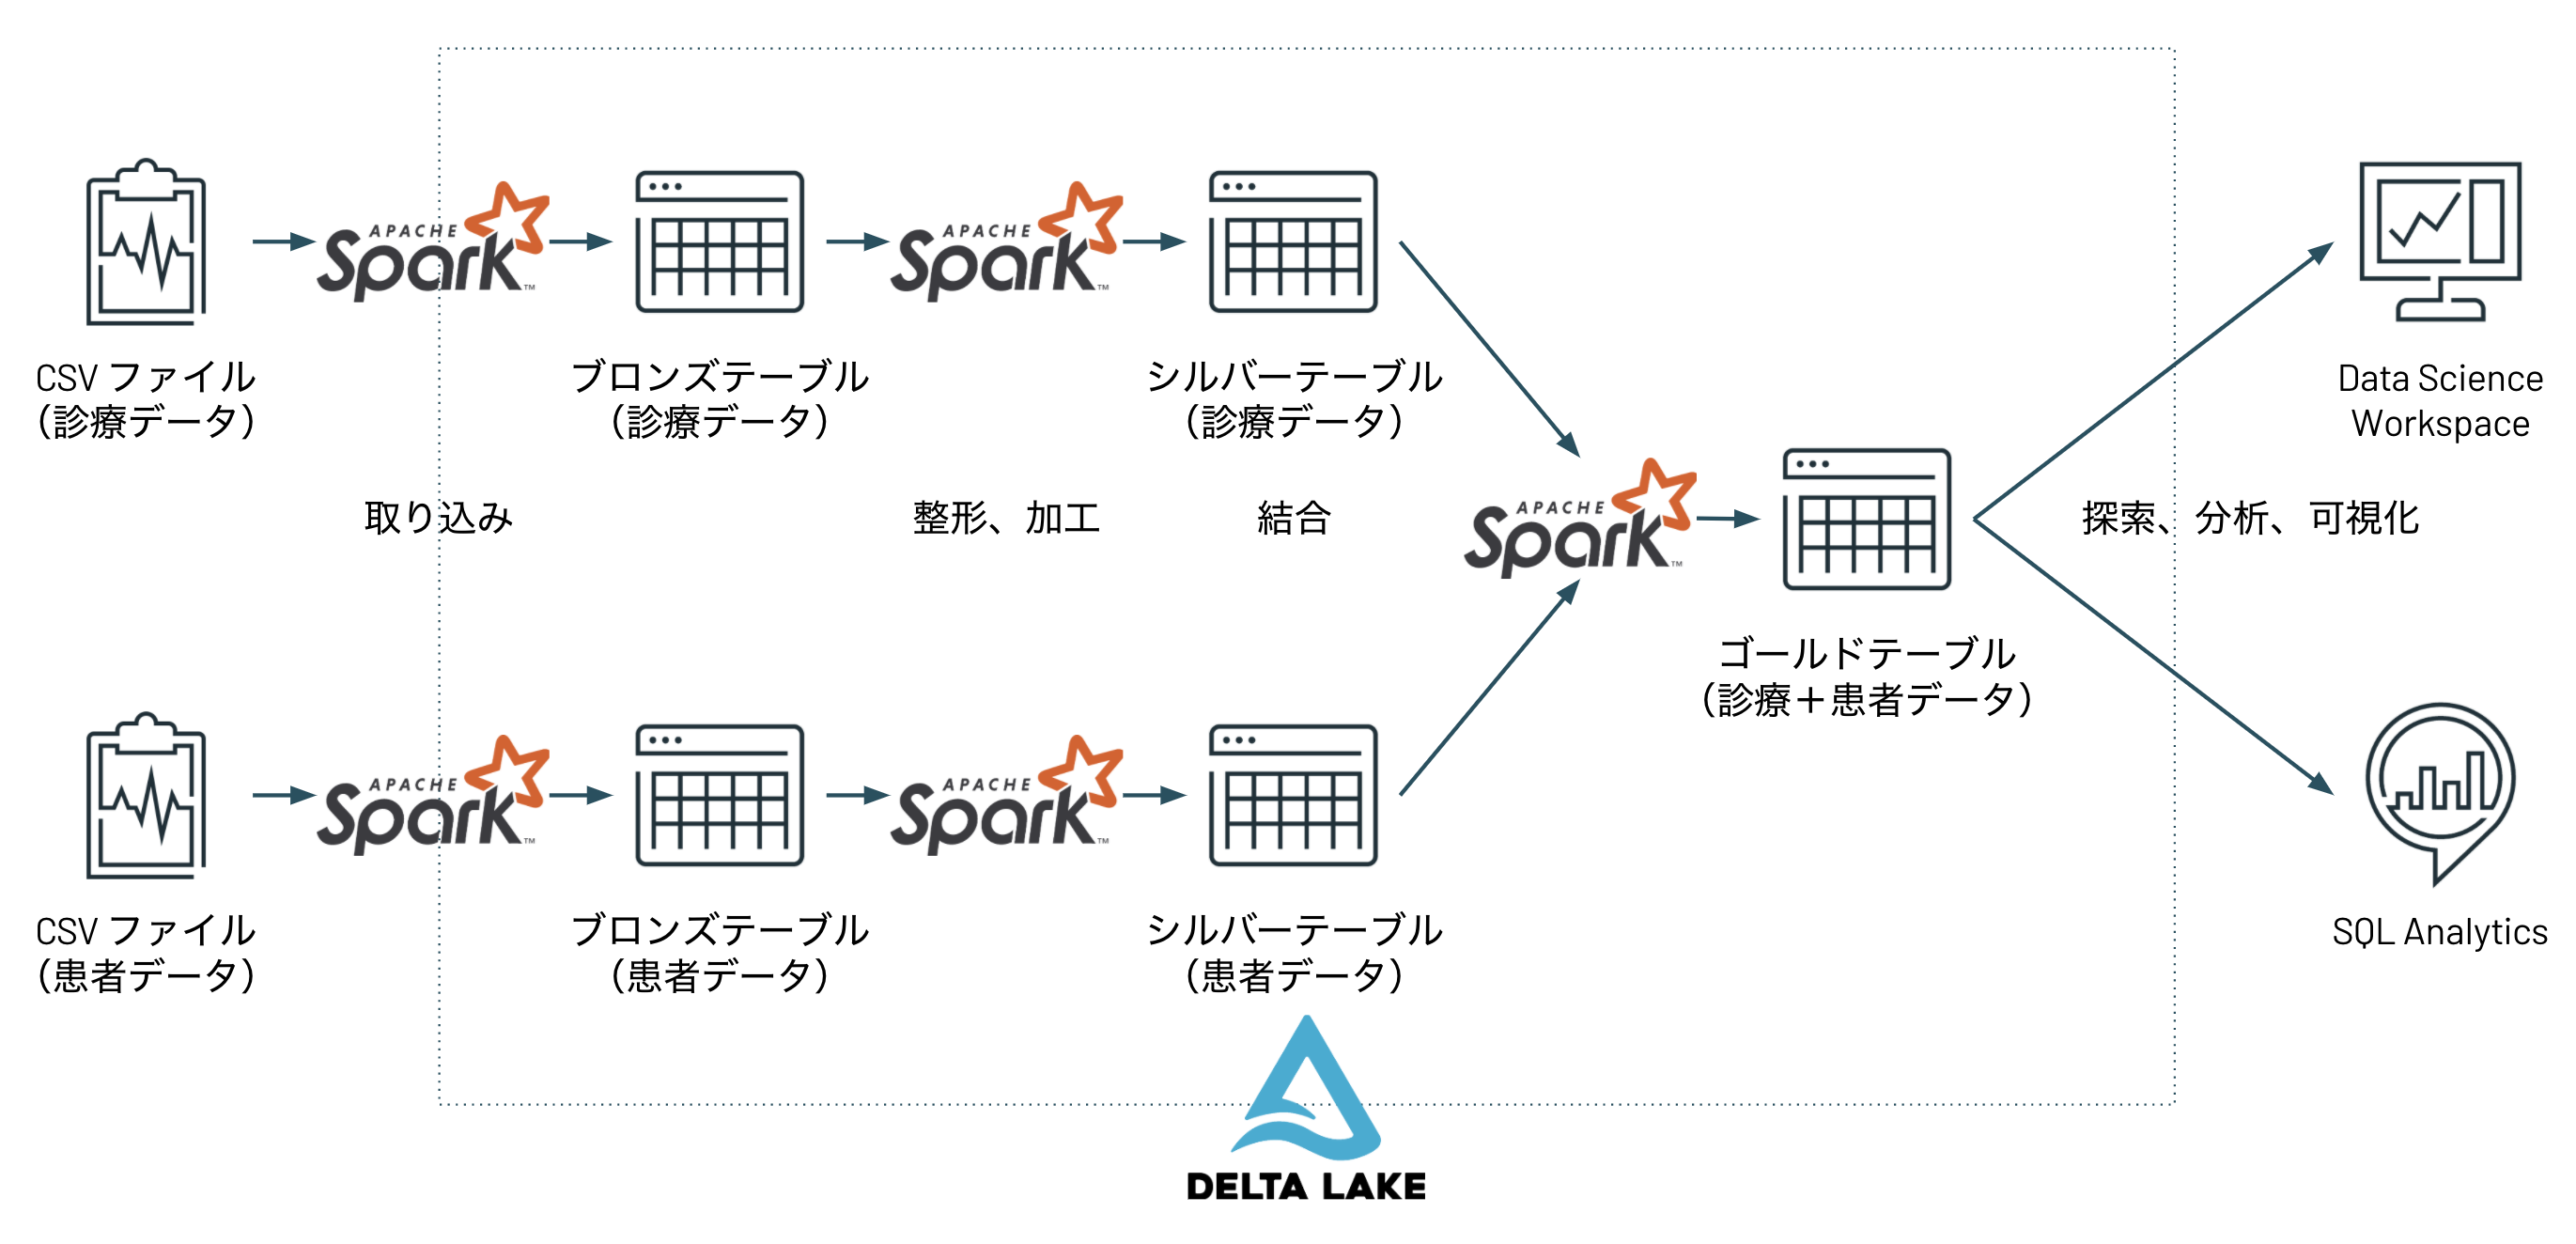 APACHE
Spark™
APACHE
Spark™
CSV ファイル
（診療データ）
ブロンズテーブル
（診療データ）
シルバーテーブル
（診療データ）
Data Science
Workspace
取り込み
整形、加工
結合
APACHE
Spark™
探索、分析、可視化
ゴールドテーブル
（診療＋患者データ）
APACHE
Spark™
APACHE
Spark™
CSV ファイル
（患者データ）
ブロンズテーブル
（患者データ）
シルバーテーブル
（患者データ）
SQL Analytics
DELTA LAKE